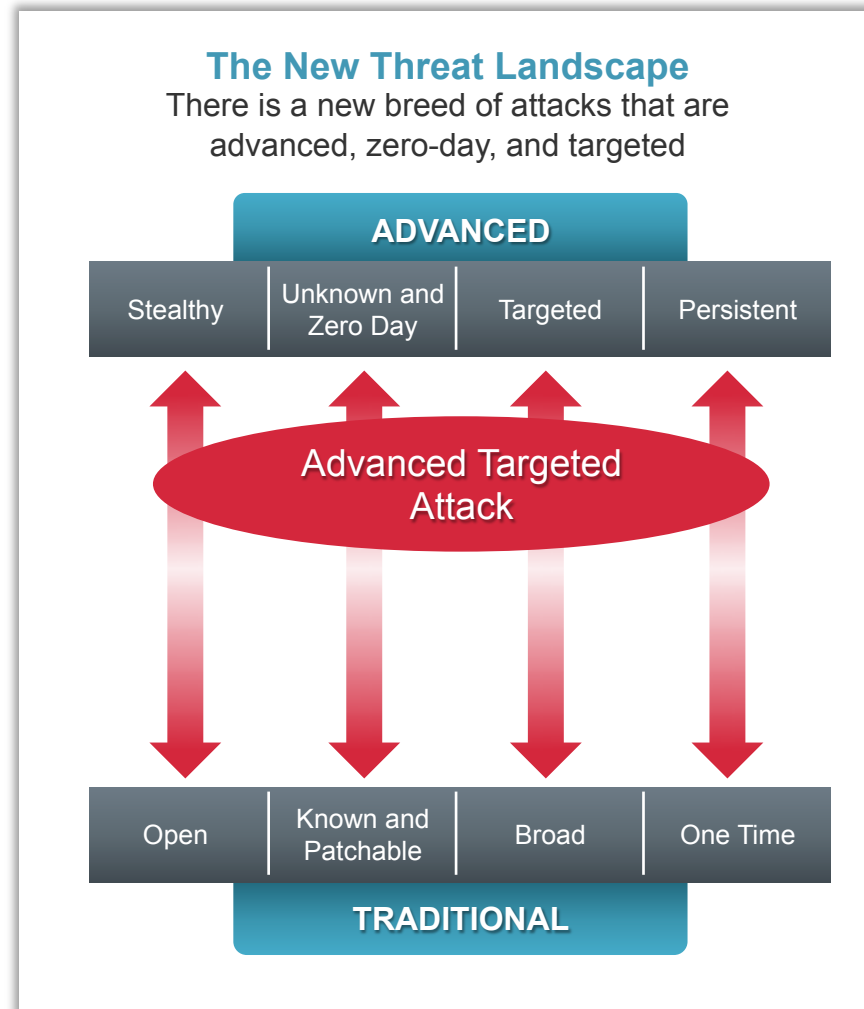 The New Threat Landscape
There is a new breed of attacks that are
advanced, zero-day, and targeted
ADVANCED
Stealthy
Unknown and
Zero Day
Targeted
Persistent
Advanced Targeted
Attack
Open
Known and
Patchable
Broad
One Time
TRADITIONAL